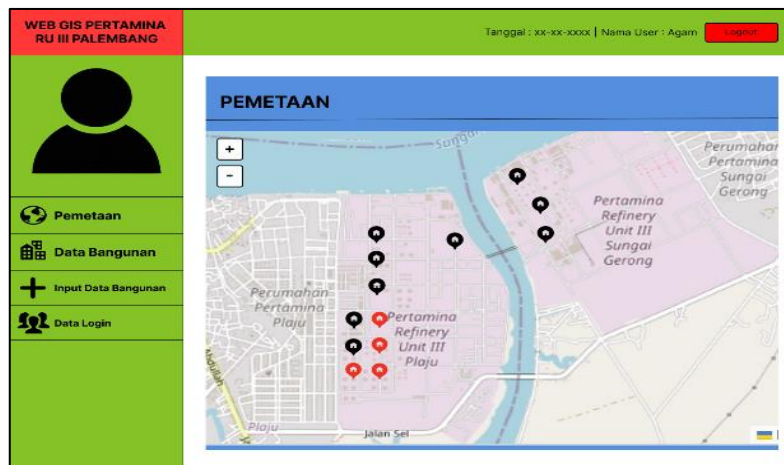 WEB GIS PERTAMINA
RU III PALEMBANG
Tanggal : xx-xx-xxxx | Nama User : Agam
Logout
Pemetaan
Data Bangunan
Input Data Bangunan
Data Login
PEMETAAN
+
-
Sungai
Perumahan
Pertamina
Sungai
Gerong
Pertamina
Refinery
Unit III
Sungai
Gerong
Perumahan
Pertamina
Plaju
Pertamina
Refinery
Unit III
Plaju
Abdullah
Plaju
Jalan Sel